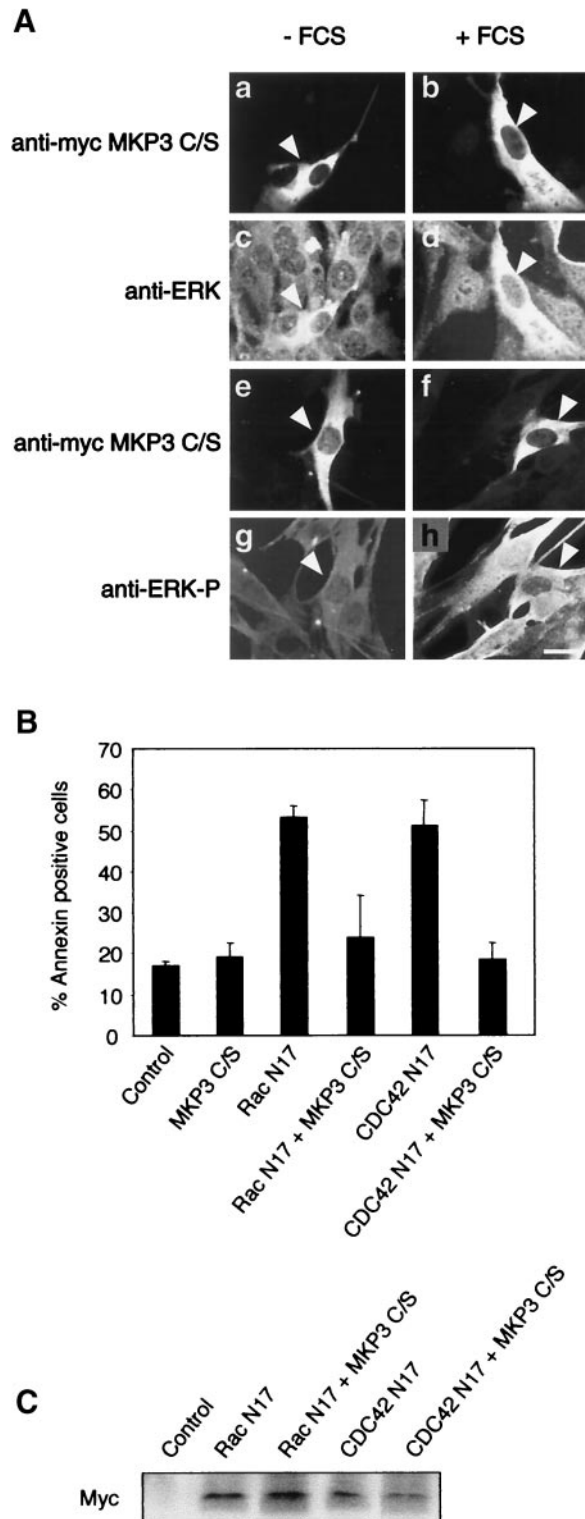 A
- FCS
+ FCS
a
b
anti-myc MKP3 C/S
c
d
anti-ERK
e
f
anti-myc MKP3 C/S
g
h
anti-ERK-P
B
70
60
50
40
30
20
10
0
% Annexin positive cells
Control
MKP3 C/S
Rac N17
Rac N17 + MKP3 C/S
CDC42 N17
CDC42 N17 + MKP3 C/S
C
Control
Rac N17
Rac N17 + MKP3 C/S
CDC42 N17
CDC42 N17 + MKP3 C/S
Myc